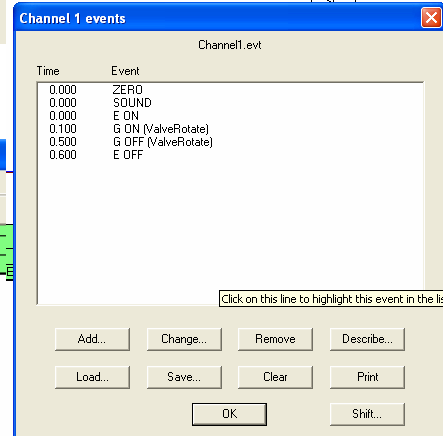 Channel 1 events
Channel1.evt
Time Event
0.000 ZERO
0.000 SOUND
0.000 E ON
0.100 G ON (ValveRotate)
0.500 G OFF (ValveRotate)
0.600 E OFF
Click on this line to highlight this event in the lis
Add... Change... Remove Describe...
Load... Save... Clear Print
OK Shift...